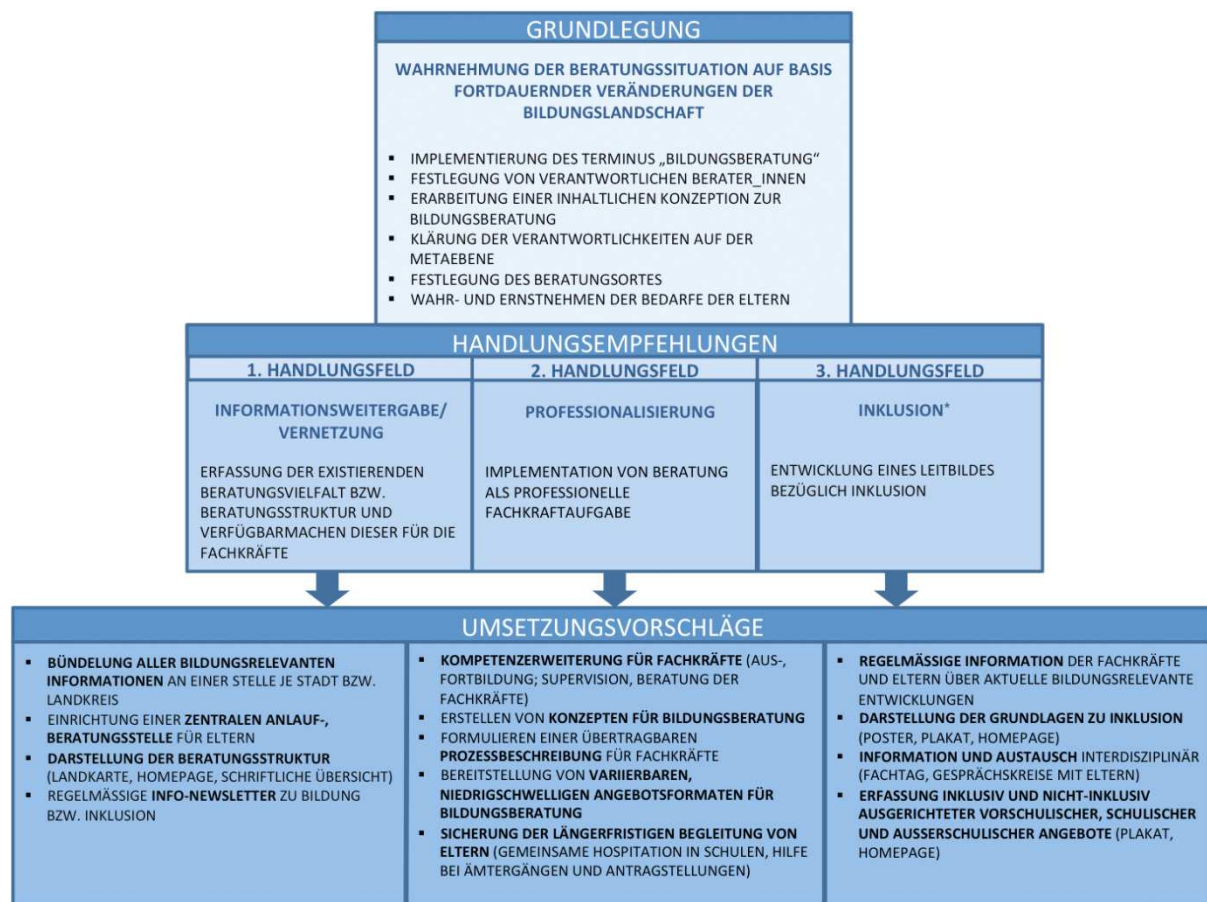 GRUNDLEGUNG
WAHRNEHMUNG DER BERATUNGSSITUATION AUF BASIS
FORTDAUERNDER VERÄNDERUNGEN DER
BILDUNGSLANDSCHAFT
▪ IMPLEMENTIERUNG DES TERMINUS „BILDUNGSBERATUNG“
▪ FESTLEGUNG VON VERANTWORTLICHEN BERATER_INNEN
▪ ERARBEITUNG EINER INHALTLICHEN KONZEPTION ZUR
BILDUNGSBERATUNG
▪ KLÄRUNG DER VERANTWORTLICHKEITEN AUF DER
METAEBENE
▪ FESTLEGUNG DES BERATUNGSORTES
▪ WAHR- UND ERNSTNEHMEN DER BEDARFE DER ELTERN
HANDLUNGSEMPFEHLUNGEN
1. HANDLUNGSFELD
INFORMATIONSWEITERGABE/
VERNETZUNG
ERFASSUNG DER EXISTIERENDEN
BERATUNGSVIELFALT BZW.
BERATUNGSSTRUKTUR UND
VERFÜGBARMACHEN DIESER FÜR DIE
FACHKRÄFTE
2. HANDLUNGSFELD
PROFESSIONALISIERUNG
IMPLEMENTATION VON BERATUNG
ALS PROFESSIONELLE
FACHKRAFTAUFGABE
3. HANDLUNGSFELD
INKLUSION*
ENTWICKLUNG EINES LEITBILDES
BEZÜGLICH INKLUSION
UMSETZUNGSVORSCHLÄGE
▪ BÜNDELUNG ALLER BILDUNGSRELEVANTEN
INFORMATIONEN AN EINER STELLE JE STADT BZW.
LANDKREIS
▪ EINRICHTUNG EINER ZENTRALEN ANLAUF-,
BERATUNGSSTELLE FÜR ELTERN
▪ DARSTELLUNG DER BERATUNGSSTRUKTUR
(LANDKARTE, HOMEPAGE, SCHRIFTLICHE ÜBERSICHT)
▪ REGELMÄSSIGE INFO-NEWSLETTER ZU BILDUNG
BZW. INKLUSION
▪ KOMPETENZERWEITERUNG FÜR FACHKRÄFTE (AUS-,
FORTBILDUNG; SUPERVISION, BERATUNG DER
FACHKRÄFTE)
▪ ERSTELLEN VON KONZEPTEN FÜR BILDUNGSBERATUNG
▪ FORMULIEREN EINER ÜBERTRAGBAREN
PROZESSBESCHREIBUNG FÜR FACHKRÄFTE
▪ BEREITSTELLUNG VON VARIIERBAREN,
NIEDRIGSCHWELLIGEN ANGEBOTSFORMATEN FÜR
BILDUNGSBERATUNG
▪ SICHERUNG DER LÄNGERFRISTIGEN BEGLEITUNG VON
ELTERN (GEMEINSAME HOSPITATION IN SCHULEN, HILFE
BEI ÄMTERGÄNGEN UND ANTRAGSTELLUNGEN)
▪ REGELMÄSSIGE INFORMATION DER FACHKRÄFTE
UND ELTERN ÜBER AKTUELLE BILDUNGSRELEVANTE
ENTWICKLUNGEN
▪ DARSTELLUNG DER GRUNDLAGEN ZU INKLUSION
(POSTER, PLAKAT, HOMEPAGE)
▪ INFORMATION UND AUSTAUSCH INTERDISZIPLINÄR
(FACHTAG, GESPRÄCHSKREISE MIT ELTERN)
▪ ERFASSUNG INKLUSIV UND NICHT-INKLUSIV
AUSGERICHTETER VORSCHULISCHER, SCHULISCHER
UND AUSSERSCHULISCHER ANGEBOTE (PLAKAT,
HOMEPAGE)